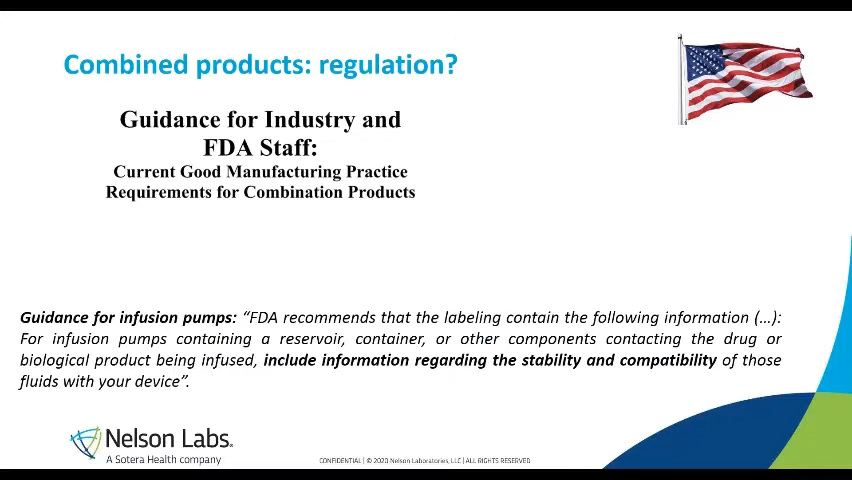 Combined products: regulation?
Guidance for Industry and
FDA Staff:
Current Good Manufacturing Practice
Requirements for Combination Products
Guidance for infusion pumps: “FDA recommends that the labeling contain the following information (…):
For infusion pumps containing a reservoir, container, or other components contacting the drug or
biological product being infused, include information regarding the stability and compatibility of those
fluids with your device”.
Nelson Labs.
A Sotera Health company
CONFIDENTIAL | © 2020 Nelson Laboratories, LLC | ALL RIGHTS RESERVED